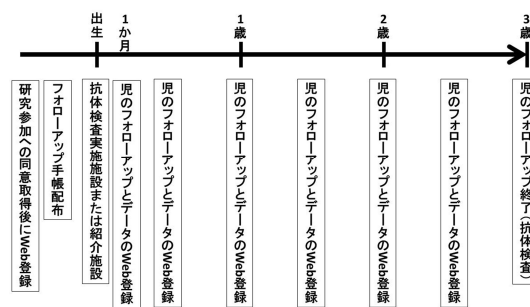 出生
1か月
1歳
2歳
3歳
研究参加への同意取得後にWeb登録
フォローアップ手帳配布
抗体検査実施施設または紹介施設
児のフォローアップとデータのWeb登録
児のフォローアップとデータのWeb登録
児のフォローアップとデータのWeb登録
児のフォローアップとデータのWeb登録
児のフォローアップとデータのWeb登録
児のフォローアップとデータのWeb登録
児のフォローアップ終了(抗体検査)